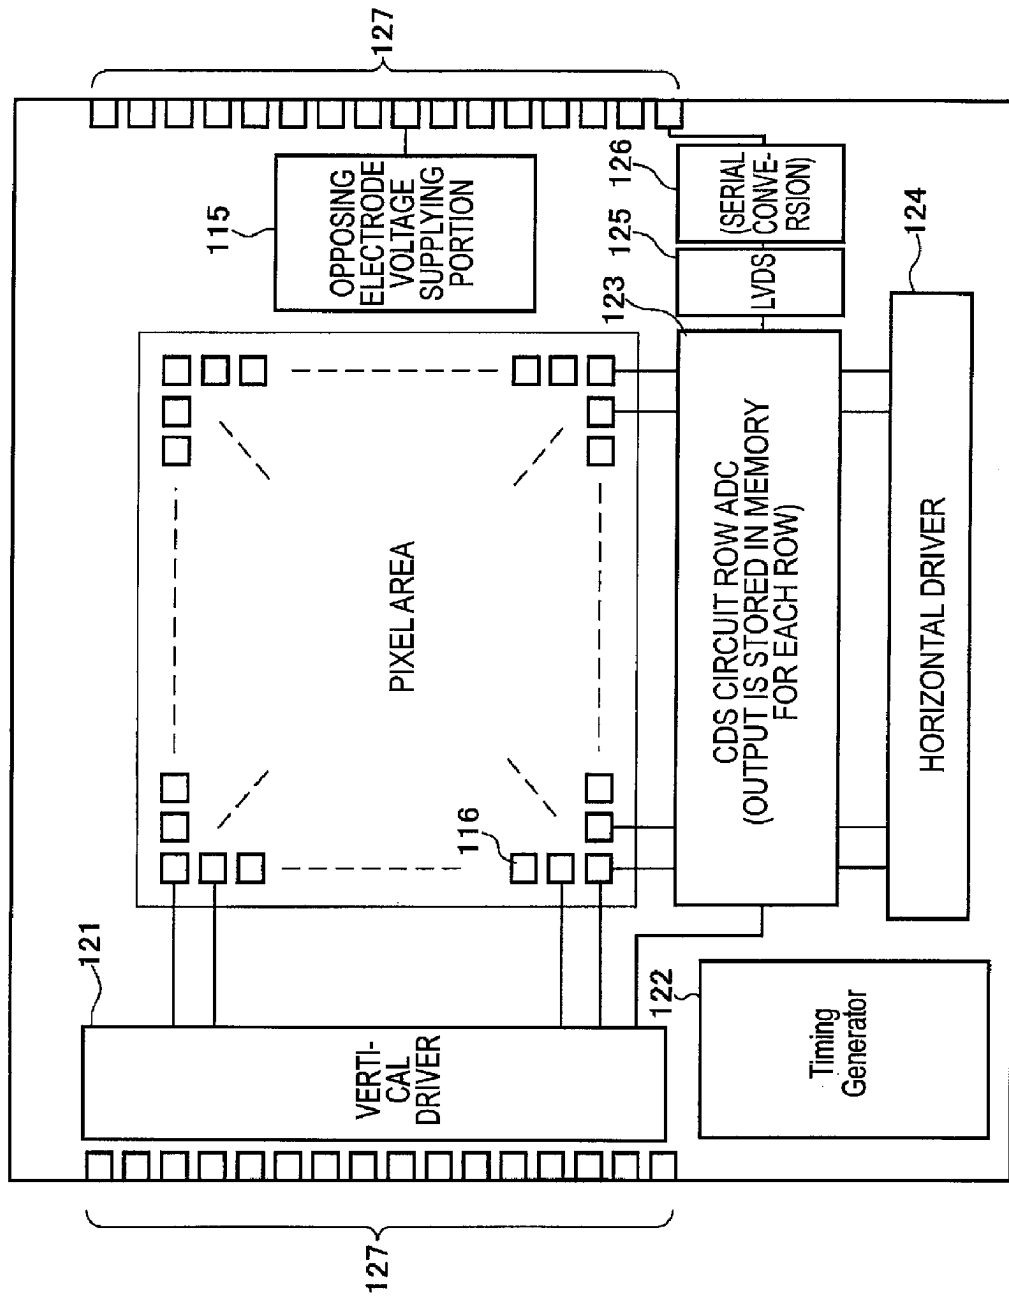 127
115
OPPOSING
ELECTRODE
VOLTAGE
SUPPLYING
PORTION
126
(SERIAL
CONVE-
RSION)
125
LVDS
124
123
PIXEL AREA
116
CDS CIRCUIT ROW ADC
(OUTPUT IS STORED IN MEMORY
FOR EACH ROW)
HORIZONTAL DRIVER
121
VERTI-
CAL
DRIVER
122
Timing
Generator
127